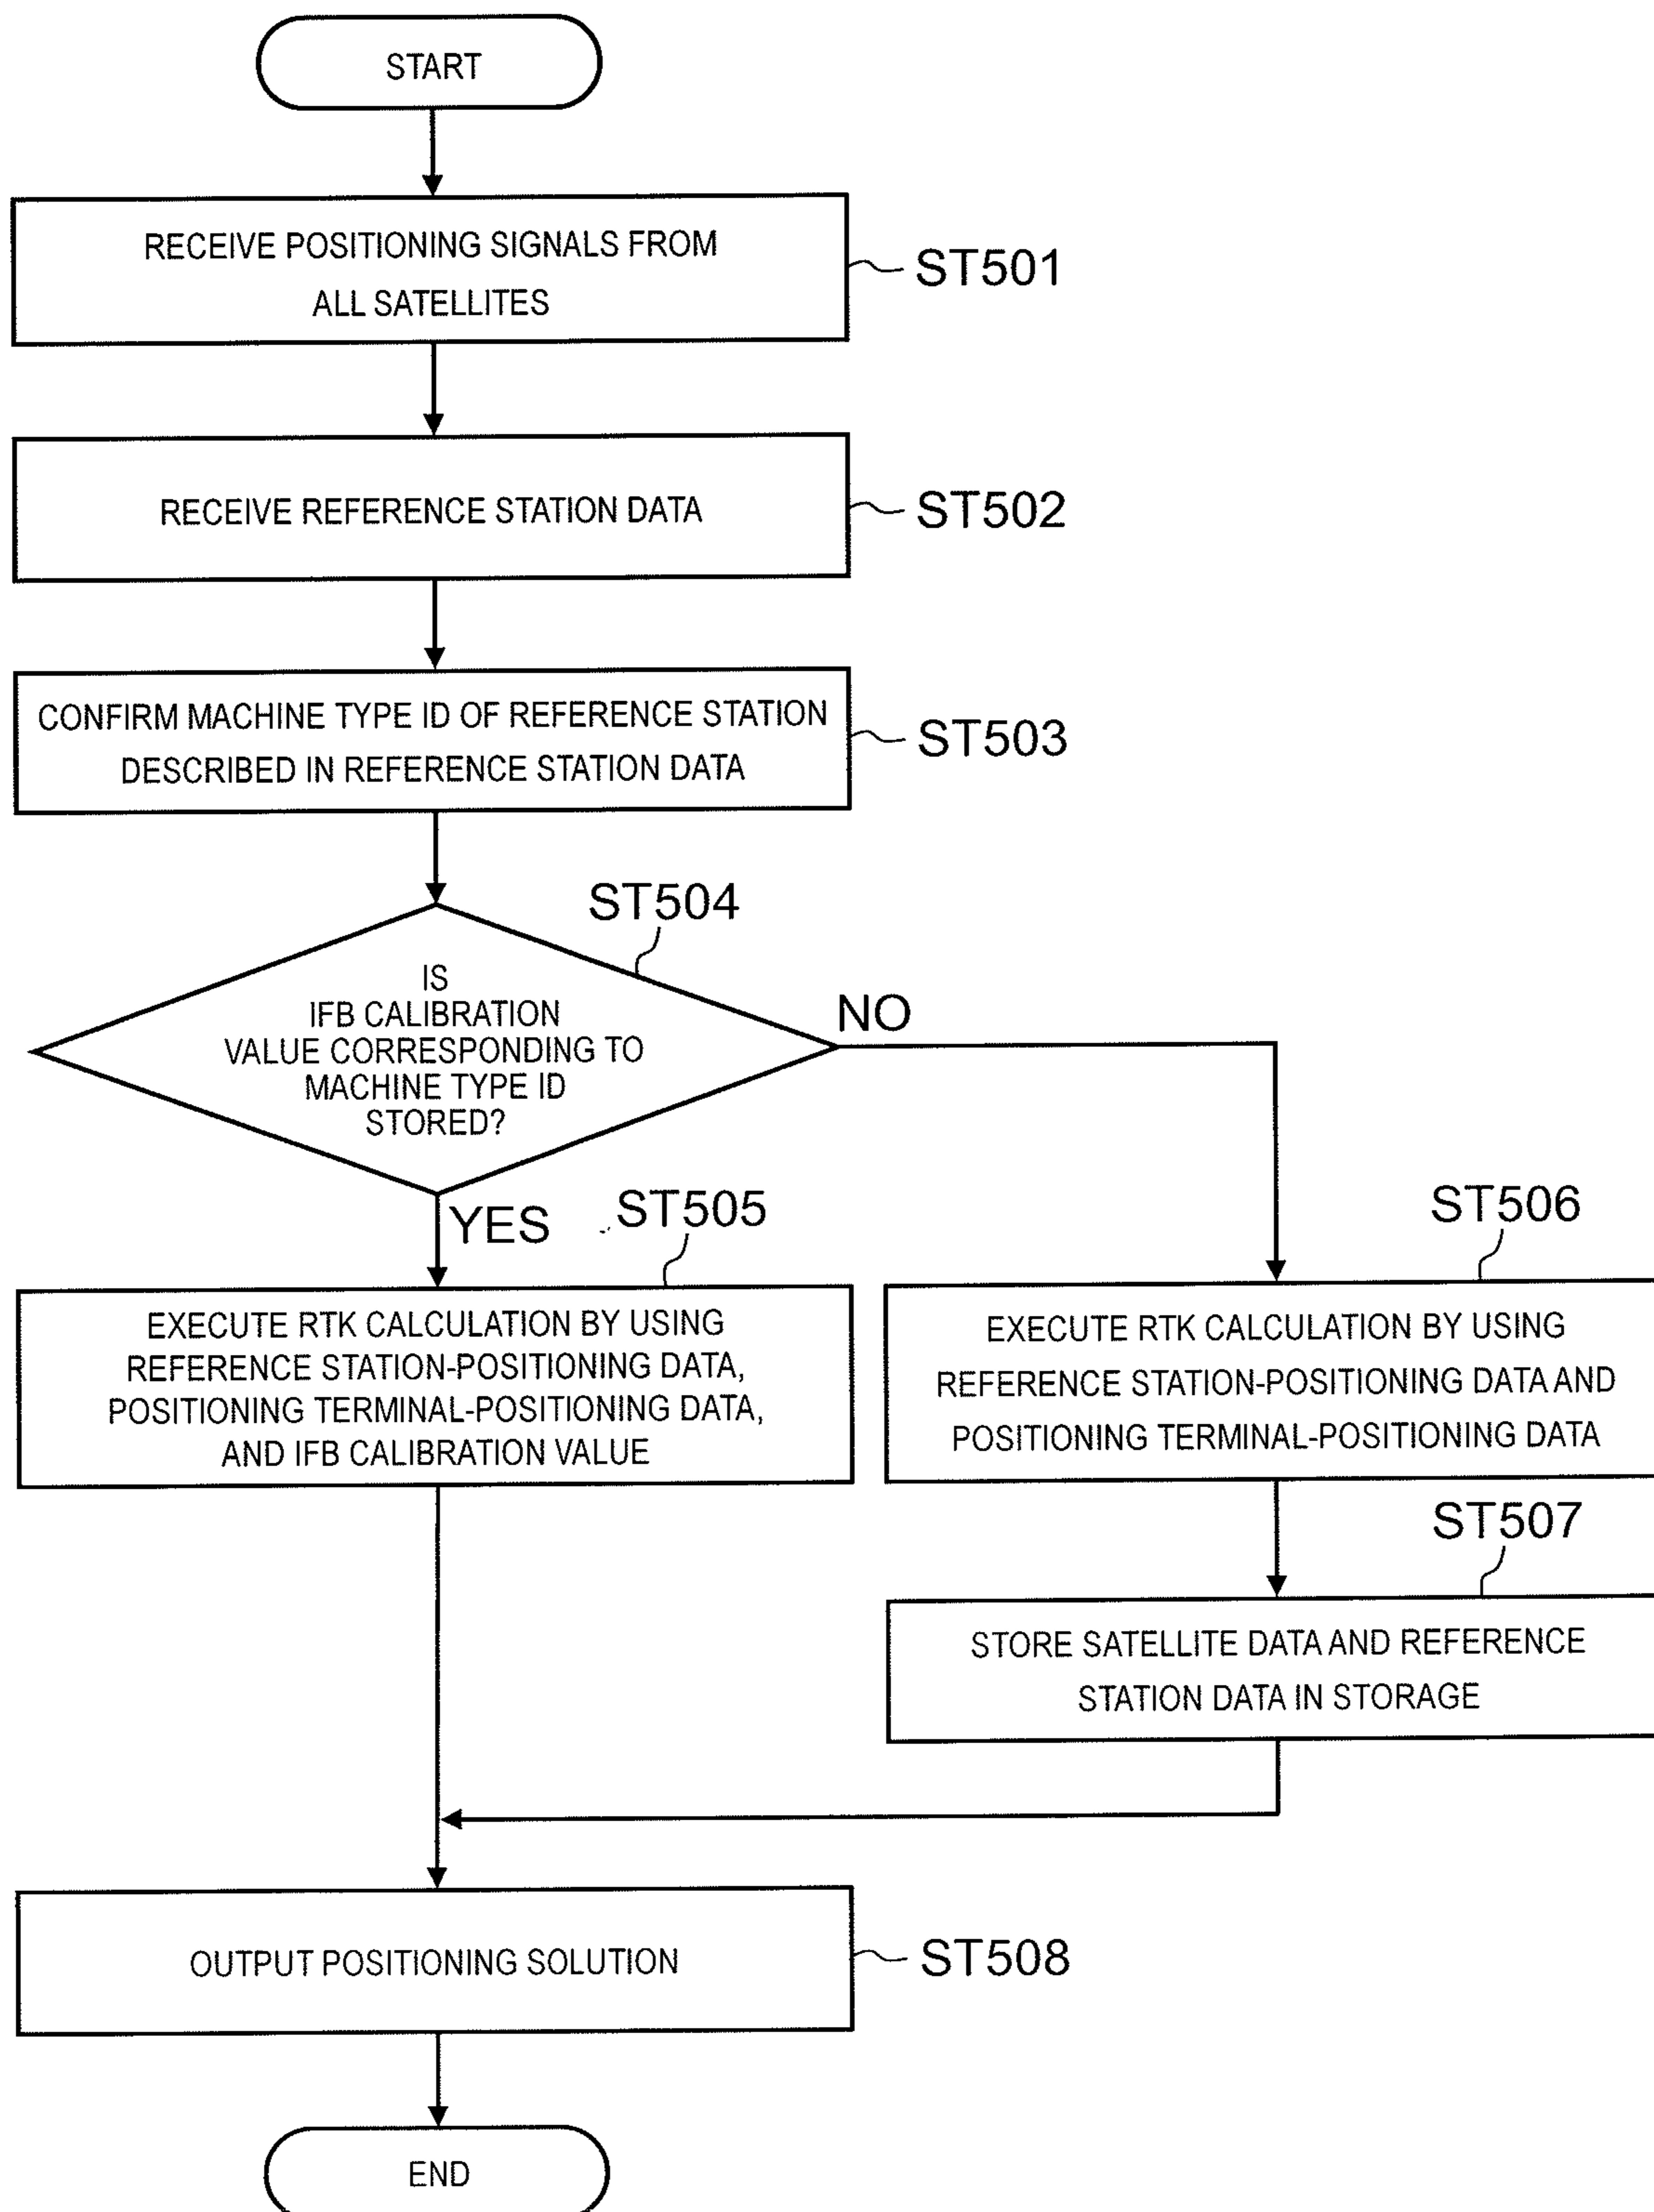 START
RECEIVE POSITIONING SIGNALS FROM
ALL SATELLITES
ST501
RECEIVE REFERENCE STATION DATA
ST502
CONFIRM MACHINE TYPE ID OF REFERENCE STATION
DESCRIBED IN REFERENCE STATION DATA
ST503
ST504
IS
IFB CALIBRATION
VALUE CORRESPONDING TO
MACHINE TYPE ID
STORED?
NO
YES
ST505
EXECUTE RTK CALCULATION BY USING
REFERENCE STATION-POSITIONING DATA,
POSITIONING TERMINAL-POSITIONING DATA,
AND IFB CALIBRATION VALUE
ST506
EXECUTE RTK CALCULATION BY USING
REFERENCE STATION-POSITIONING DATA AND
POSITIONING TERMINAL-POSITIONING DATA
ST507
STORE SATELLITE DATA AND REFERENCE
STATION DATA IN STORAGE
OUTPUT POSITIONING SOLUTION
ST508
END